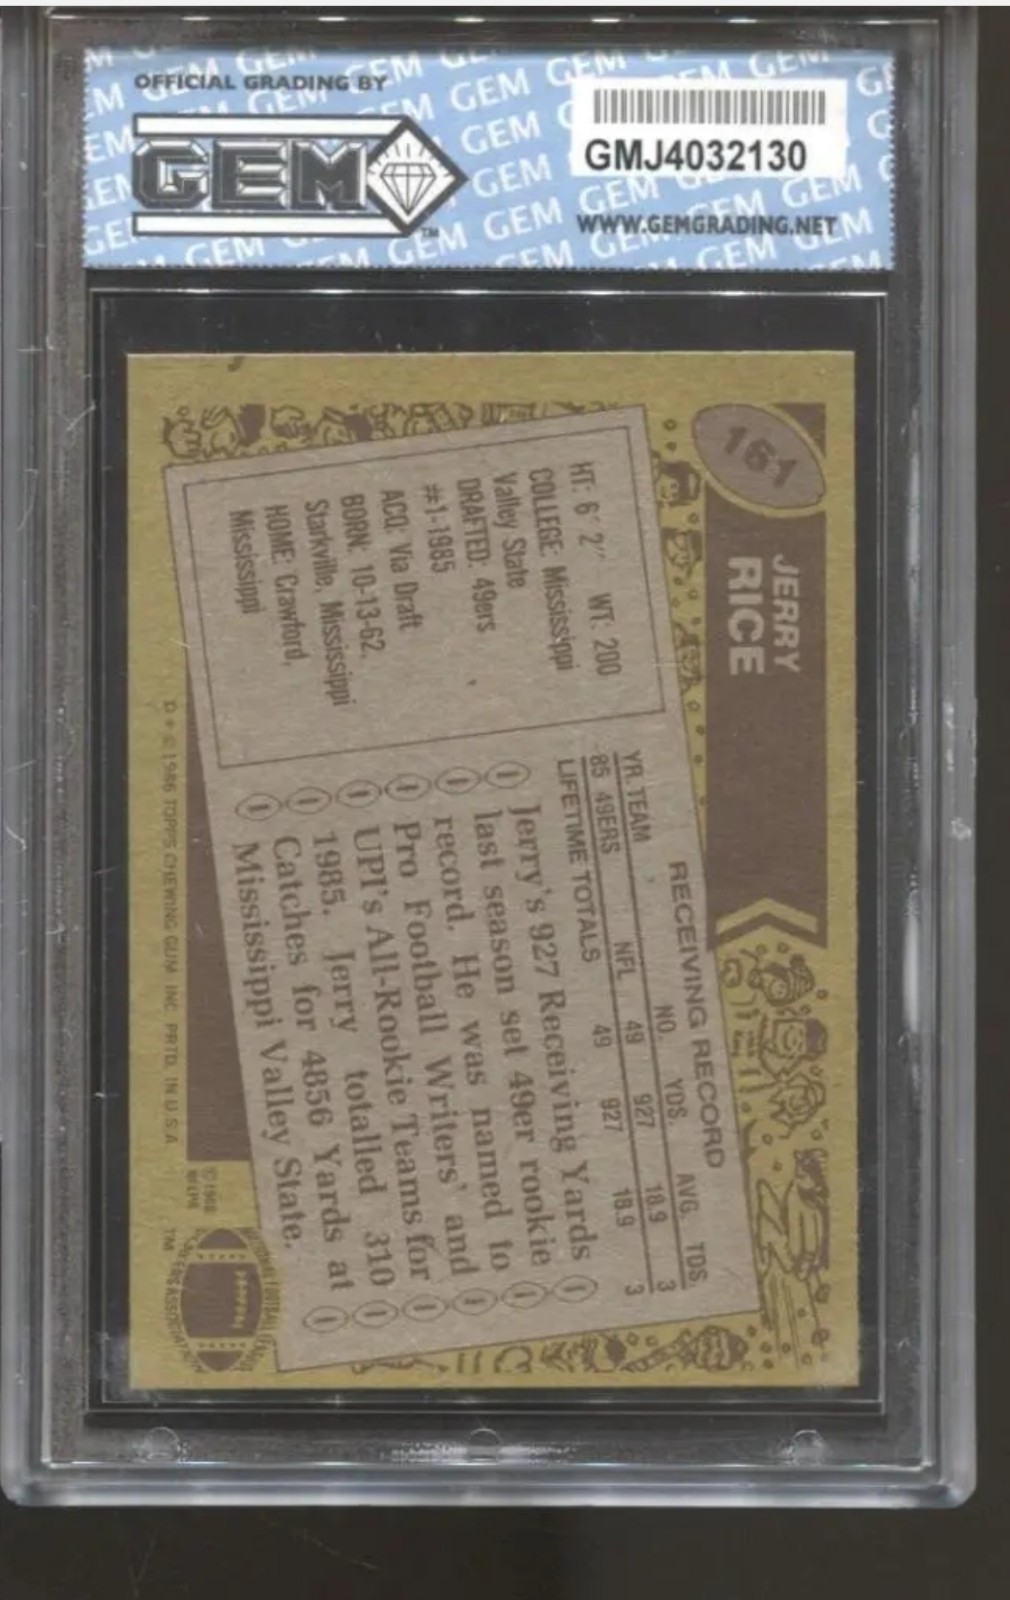 OFFICIAL GRADING BY
GEM
TM
GMJ4032130
WWW.GEMGRADING.NET
161
JERRY
RICE
HT: 6' 2" WT: 200
COLLEGE: Mississippi
Valley State
DRAFTED: 49ers
#1-1985
ACQ: Via Draft
BORN: 10-13-62,
Starkville, Mississippi
HOME: Crawford,
Mississippi
RECEIVING RECORD
YR. TEAM NO. YDS. AVG. TDS.
85 49ERS NFL 49 927 18.9 3
LIFETIME TOTALS 49 927 18.9 3
Jerry's 927 Receiving Yards
last season set 49er rookie
record. He was named to
Pro Football Writers' and
UPI's All-Rookie Teams for
1985. Jerry totalled 310
Catches for 4856 Yards at
Mississippi Valley State.
D* © 1986 TOPPS CHEWING GUM INC. PRTD. IN U.S.A.
TM